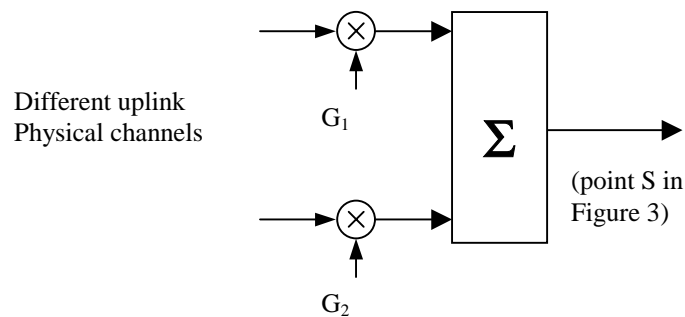 Different uplink
Physical channels
G₁
Σ
(point S in
Figure 3)
G₂